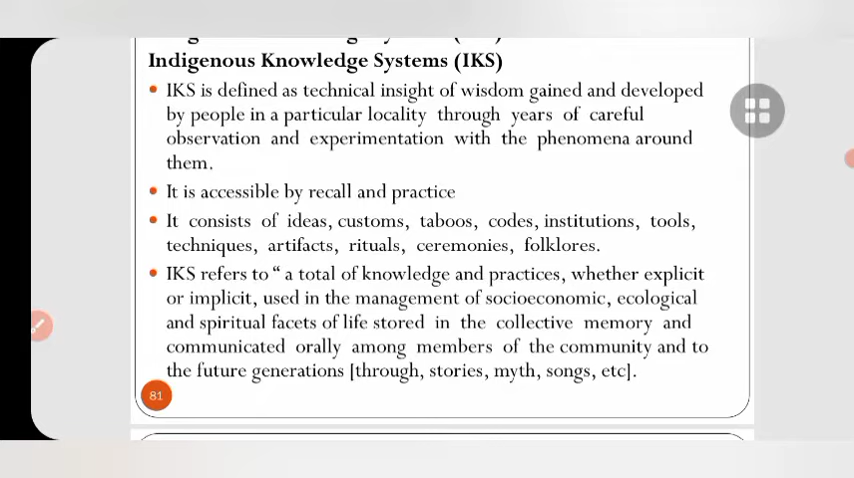 Indigenous Knowledge Systems (IKS)
• IKS is defined as technical insight of wisdom gained and developed
by people in a particular locality through years of careful
observation and experimentation with the phenomena around
them.
• It is accessible by recall and practice
• It consists of ideas, customs, taboos, codes, institutions, tools,
techniques, artifacts, rituals, ceremonies, folklores.
• IKS refers to “ a total of knowledge and practices, whether explicit
or implicit, used in the management of socioeconomic, ecological
and spiritual facets of life stored in the collective memory and
communicated orally among members of the community and to
the future generations [through, stories, myth, songs, etc].
81